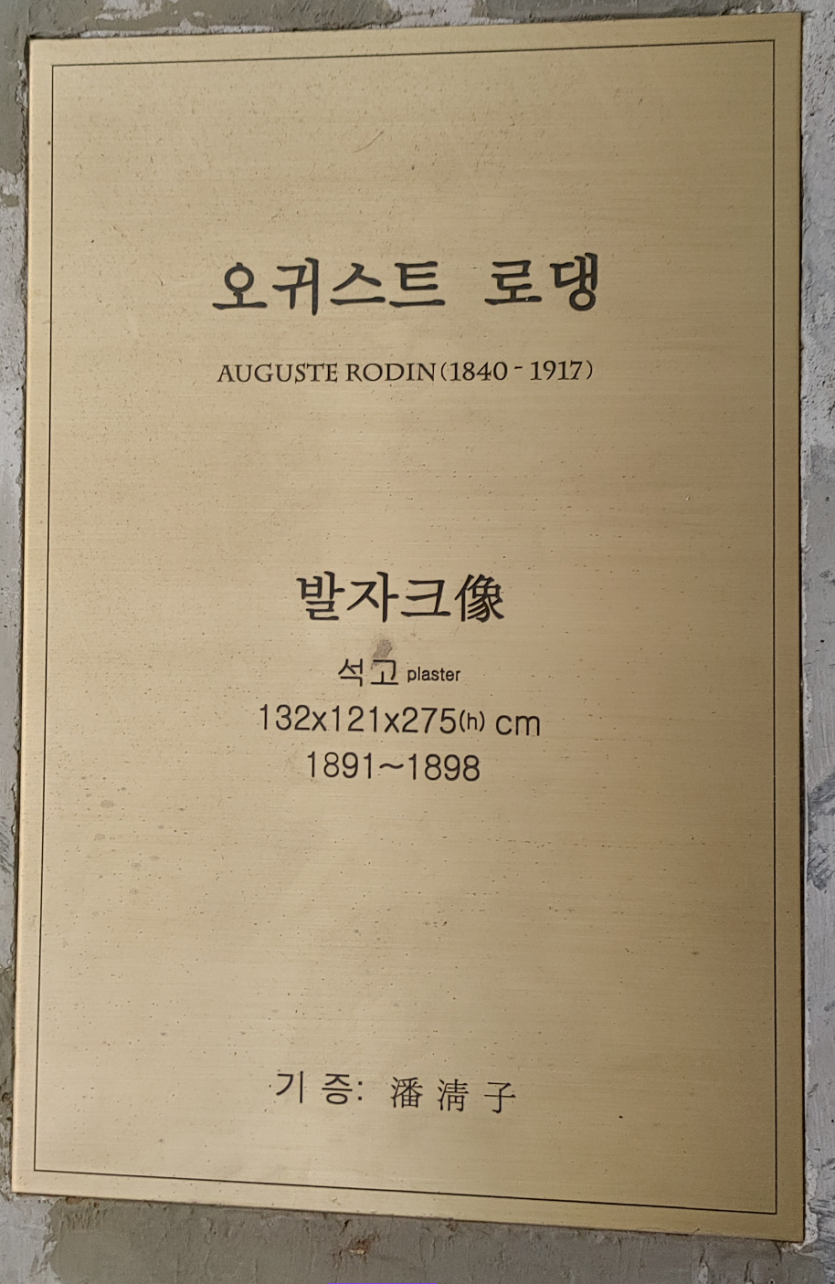 오귀스트 로댕
AUGUSTE RODIN(1840 - 1917)
발자크像
석고 plaster
132x121x275(h) cm
1891~1898
기 증: 潘 淸 子